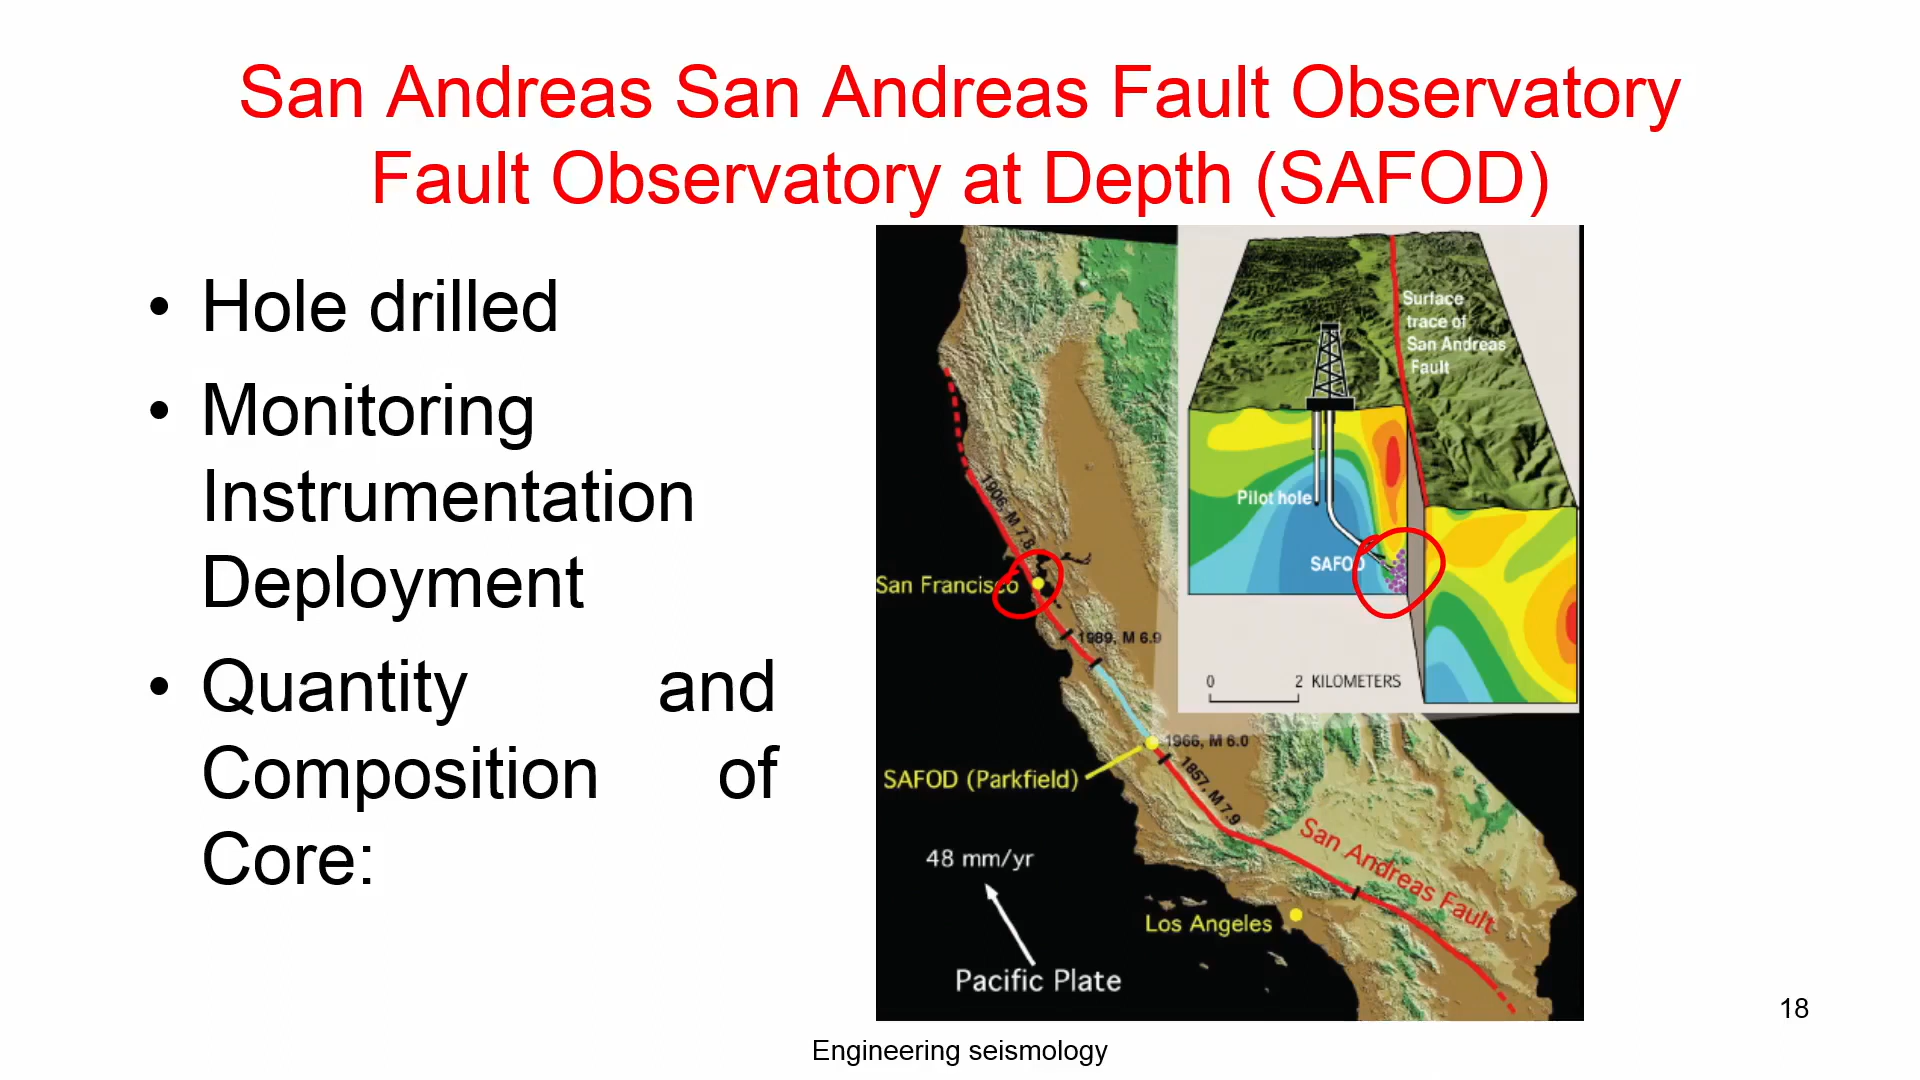 San Andreas San Andreas Fault Observatory
Fault Observatory at Depth (SAFOD)
• Hole drilled
• Monitoring
Instrumentation
Deployment
• Quantity and
Composition of
Core:
Surface
trace of
San Andreas
Fault
Pilot hole
SAFOD
0 2 KILOMETERS
1906, M 7.8
San Francisco
1989, M 6.9
1966, M 6.0
SAFOD (Parkfield)
1857, M 7.9
San Andreas Fault
48 mm/yr
Los Angeles
Pacific Plate
18
Engineering seismology